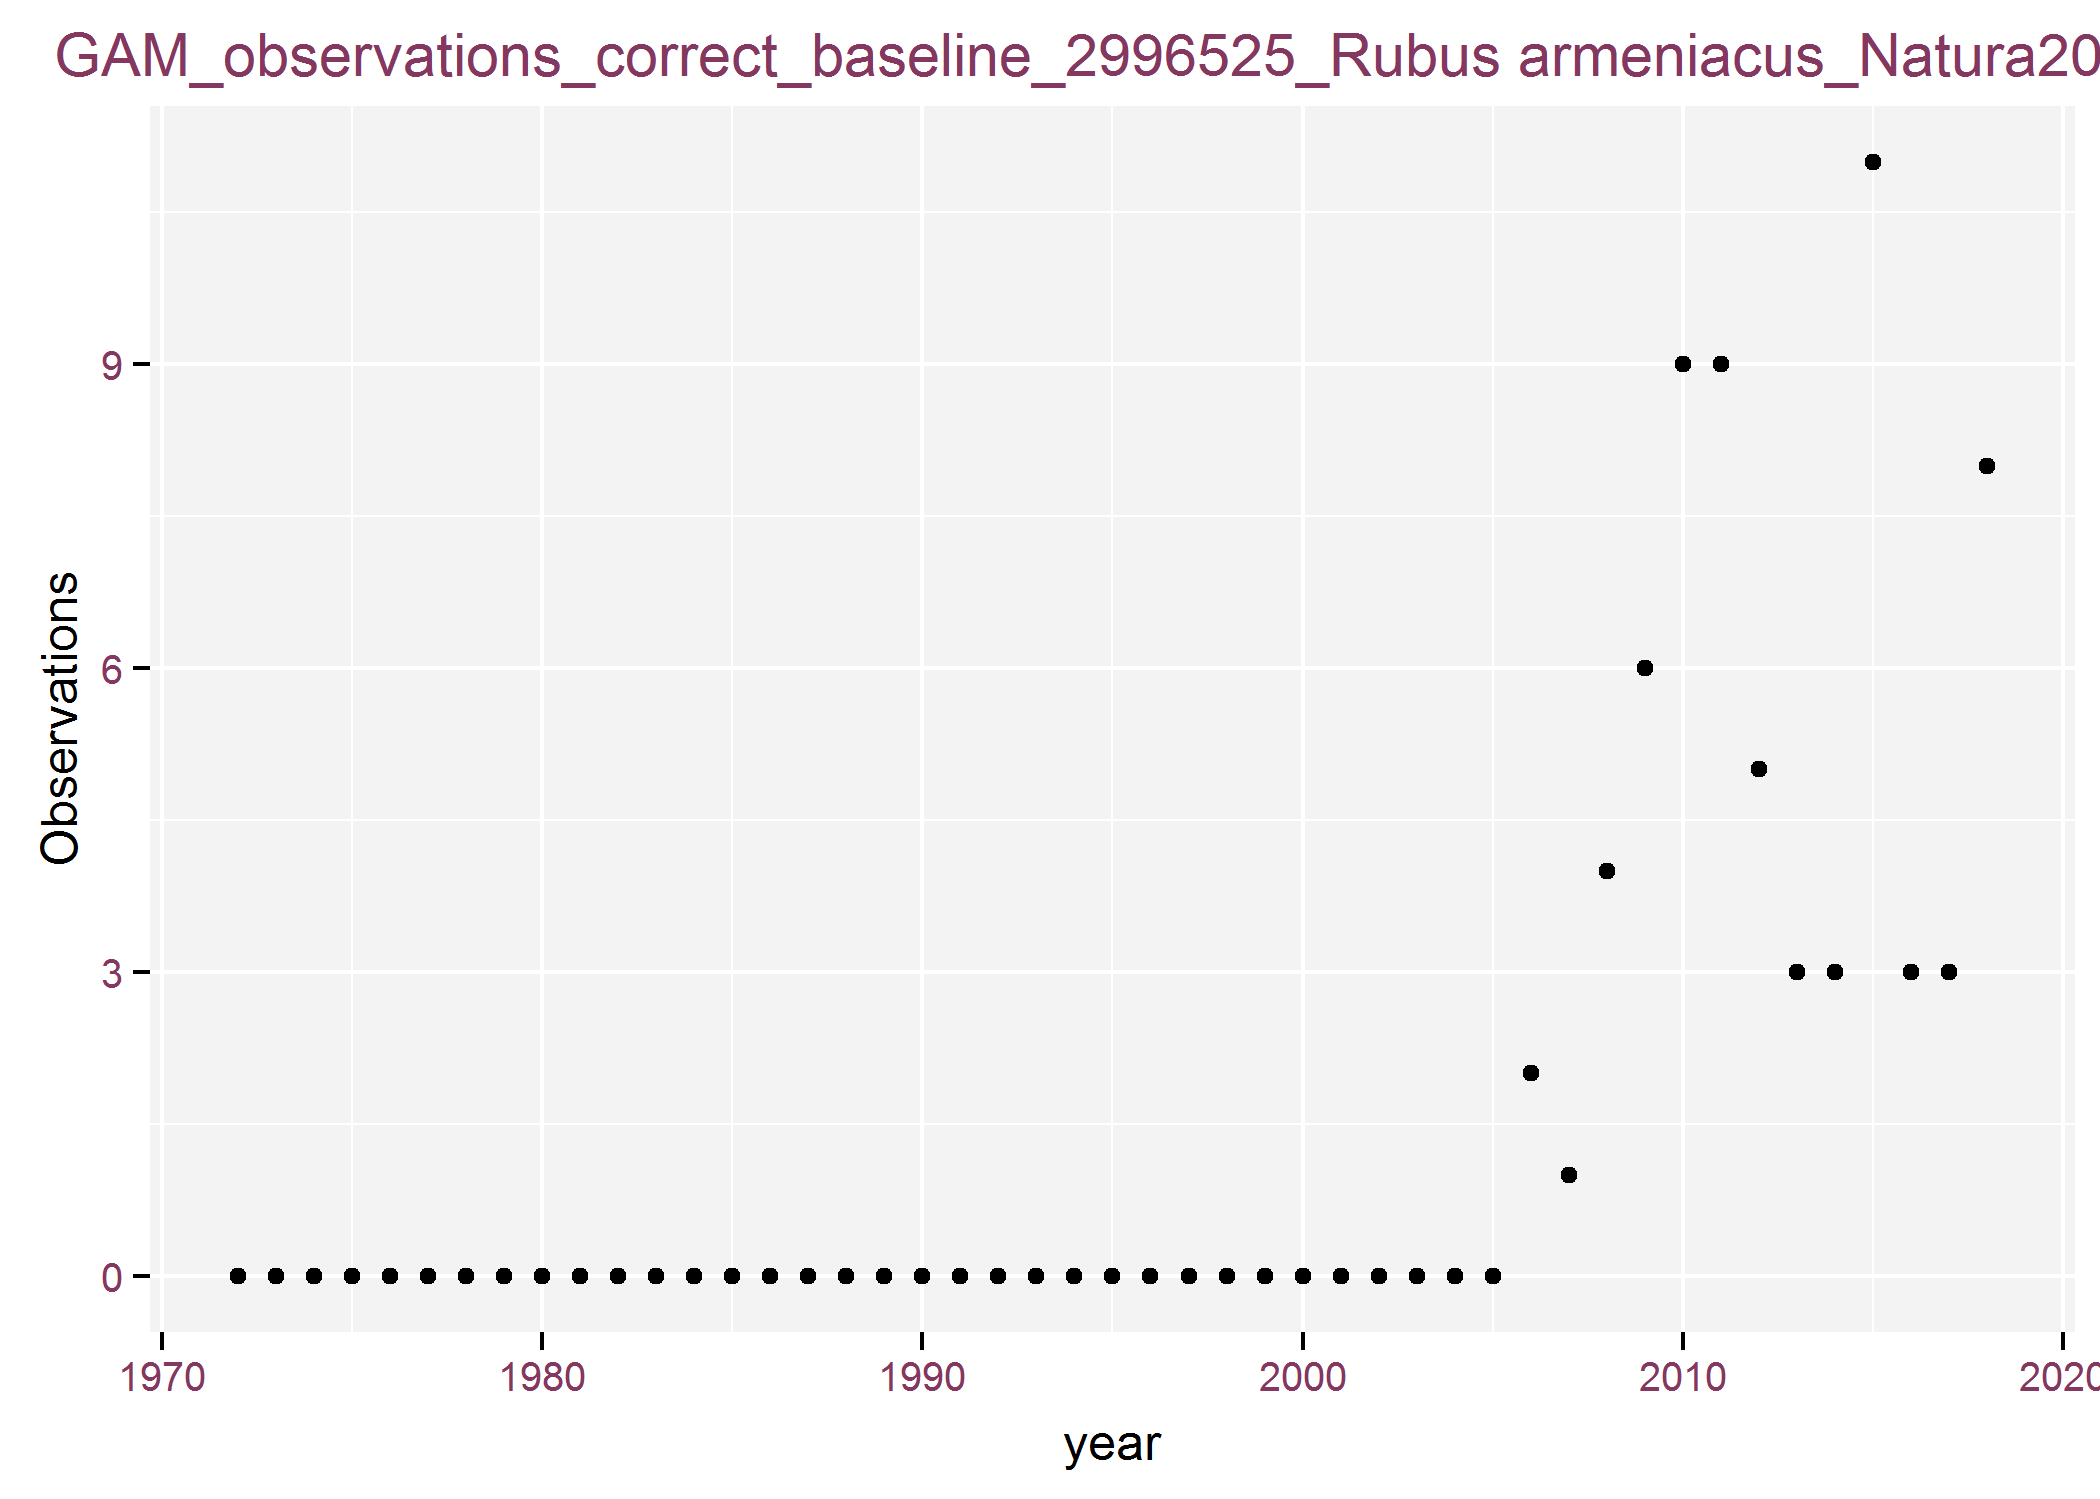 GAM_observations_correct_baseline_2996525_Rubus armeniacus_Natura20
Observations
9
6
3
0
1970 1980 1990 2000 2010 2020
year